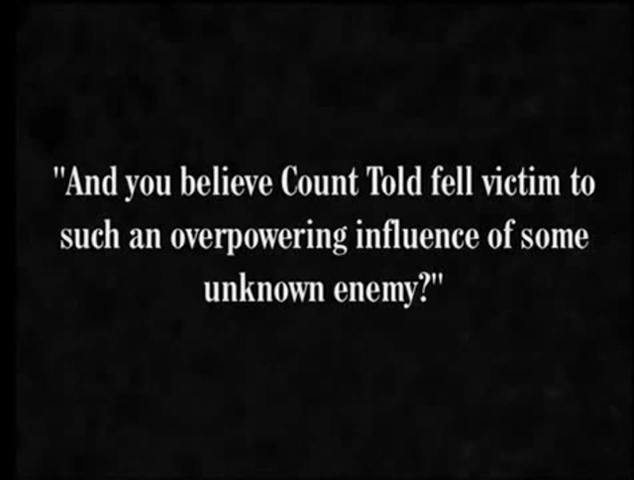 "And you believe Count Told fell victim to
such an overpowering influence of some
unknown enemy?"